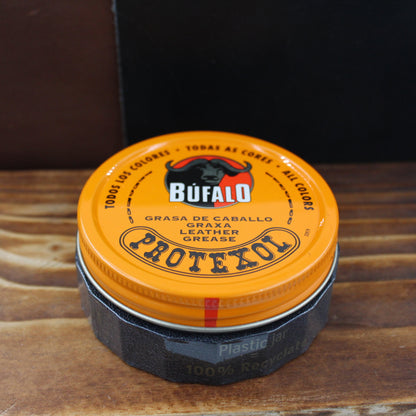 TODOS LOS COLORES • TODAS AS CORES • ALL COLORS
BÚFALO
GRASA DE CABALLO
GRAXA
LEATHER
GREASE
PROTEXOL
Plastic jar
100% Recyclate